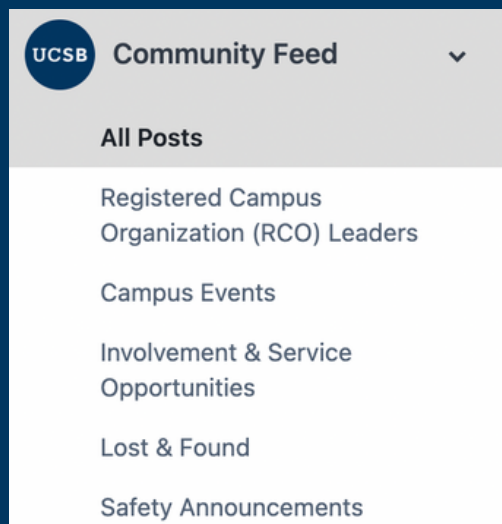 UCSB Community Feed
All Posts
Registered Campus
Organization (RCO) Leaders
Campus Events
Involvement & Service
Opportunities
Lost & Found
Safety Announcements